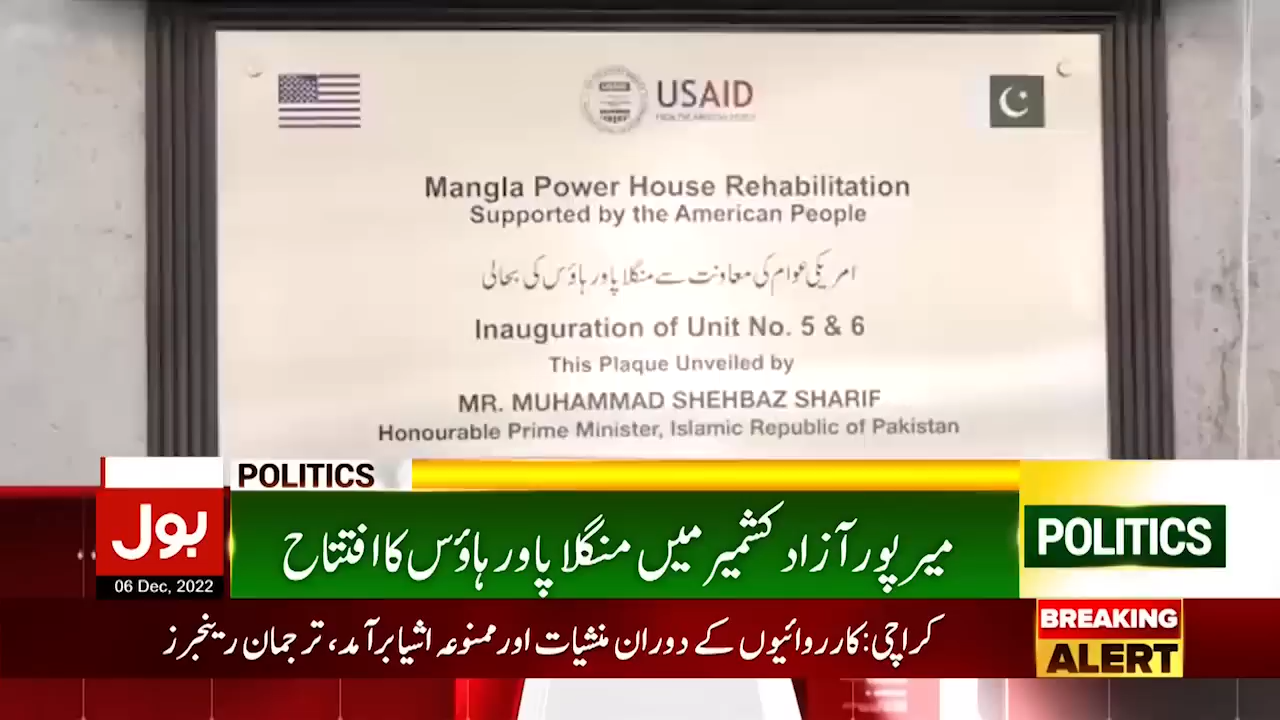 USAID
FROM THE AMERICAN PEOPLE
Mangla Power House Rehabilitation
Supported by the American People
امریکی عوام کی معاونت سے منگلا پاور ہاؤس کی بحالی
Inauguration of Unit No. 5 & 6
This Plaque Unveiled by
MR. MUHAMMAD SHEHBAZ SHARIF
Honourable Prime Minister, Islamic Republic of Pakistan
POLITICS
بول
06 Dec, 2022
میرپور آزاد کشمیر میں منگلا پاور ہاؤس کا افتتاح
POLITICS
کراچی: کارروائیوں کے دوران منشیات اور ممنوعہ اشیا برآمد، ترجمان رینجرز
BREAKING
ALERT